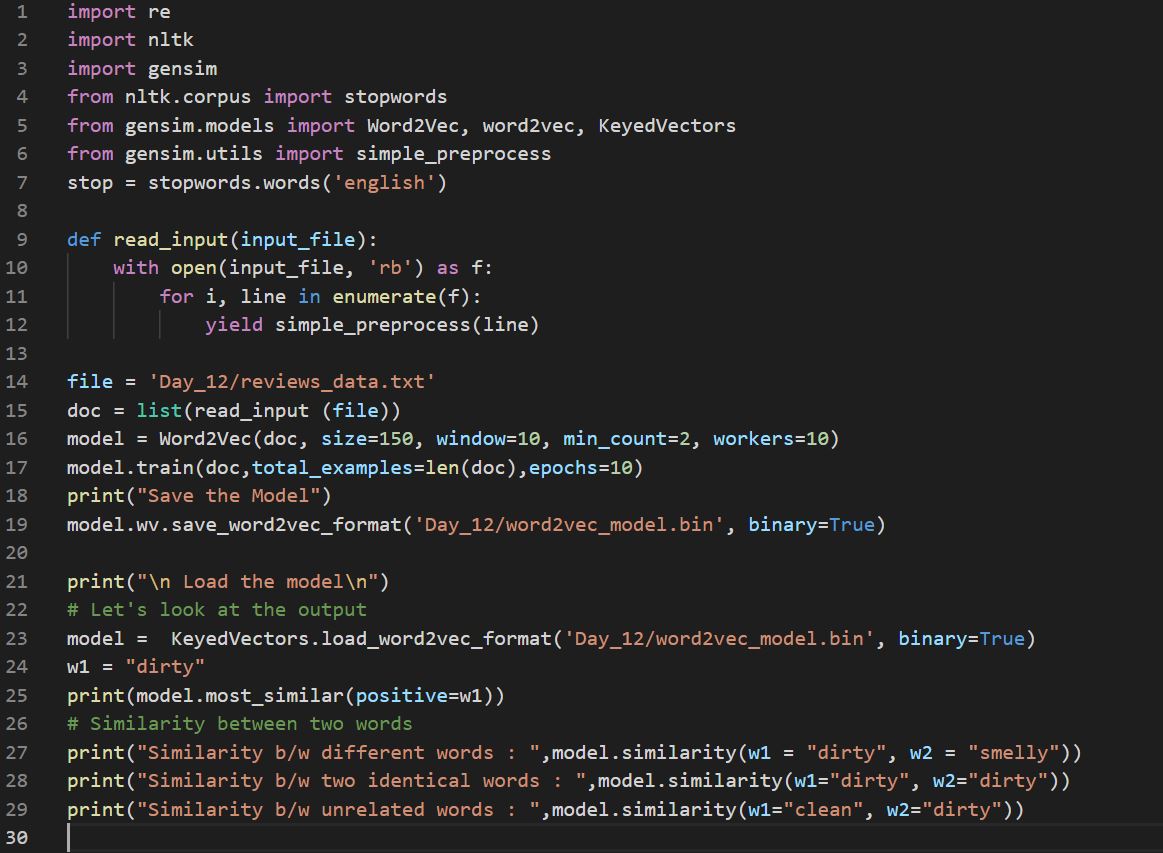 1 import re
2 import nltk
3 import gensim
4 from nltk.corpus import stopwords
5 from gensim.models import Word2Vec, word2vec, KeyedVectors
6 from gensim.utils import simple_preprocess
7 stop = stopwords.words('english')
8
9 def read_input(input_file):
10     with open(input_file, 'rb') as f:
11         for i, line in enumerate(f):
12             yield simple_preprocess(line)
13
14 file = 'Day_12/reviews_data.txt'
15 doc = list(read_input (file))
16 model = Word2Vec(doc, size=150, window=10, min_count=2, workers=10)
17 model.train(doc,total_examples=len(doc),epochs=10)
18 print("Save the Model")
19 model.wv.save_word2vec_format('Day_12/word2vec_model.bin', binary=True)
20
21 print("\n Load the model\n")
22 # Let's look at the output
23 model =  KeyedVectors.load_word2vec_format('Day_12/word2vec_model.bin', binary=True)
24 w1 = "dirty"
25 print(model.most_similar(positive=w1))
26 # Similarity between two words
27 print("Similarity b/w different words : ",model.similarity(w1 = "dirty", w2 = "smelly"))
28 print("Similarity b/w two identical words : ",model.similarity(w1="dirty", w2="dirty"))
29 print("Similarity b/w unrelated words : ",model.similarity(w1="clean", w2="dirty"))
30